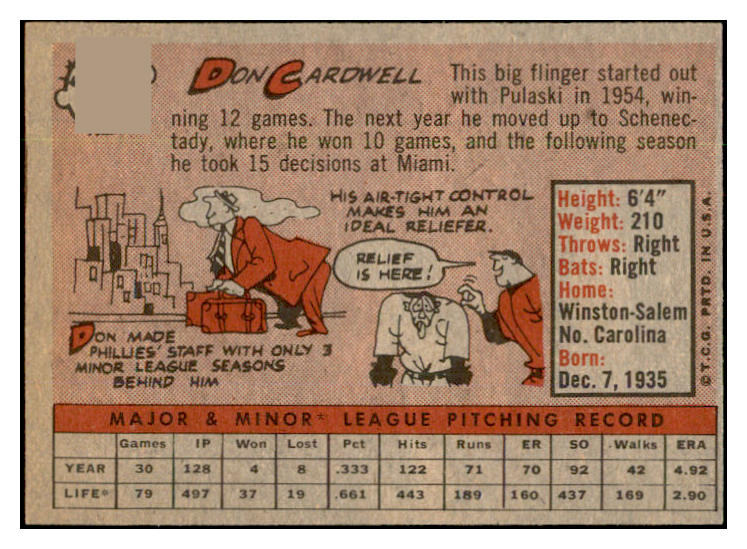 DON CARDWELL
This big flinger started out
with Pulaski in 1954, win-
ning 12 games. The next year he moved up to Schenec-
tady, where he won 10 games, and the following season
he took 15 decisions at Miami.
HIS AIR-TIGHT CONTROL
MAKES HIM AN
IDEAL RELIEFER.
RELIEF
IS HERE!
DON MADE
PHILLIES' STAFF WITH ONLY 3
MINOR LEAGUE SEASONS
BEHIND HIM
Height: 6'4"
Weight: 210
Throws: Right
Bats: Right
Home:
Winston-Salem
No. Carolina
Born:
Dec. 7, 1935
©T.C.G. PRTD. IN U.S.A.
MAJOR & MINOR* LEAGUE PITCHING RECORD
Games IP Won Lost Pct Hits Runs ER SO Walks ERA
YEAR 30 128 4 8 .333 122 71 70 92 42 4.92
LIFE* 79 497 37 19 .661 443 189 160 437 169 2.90